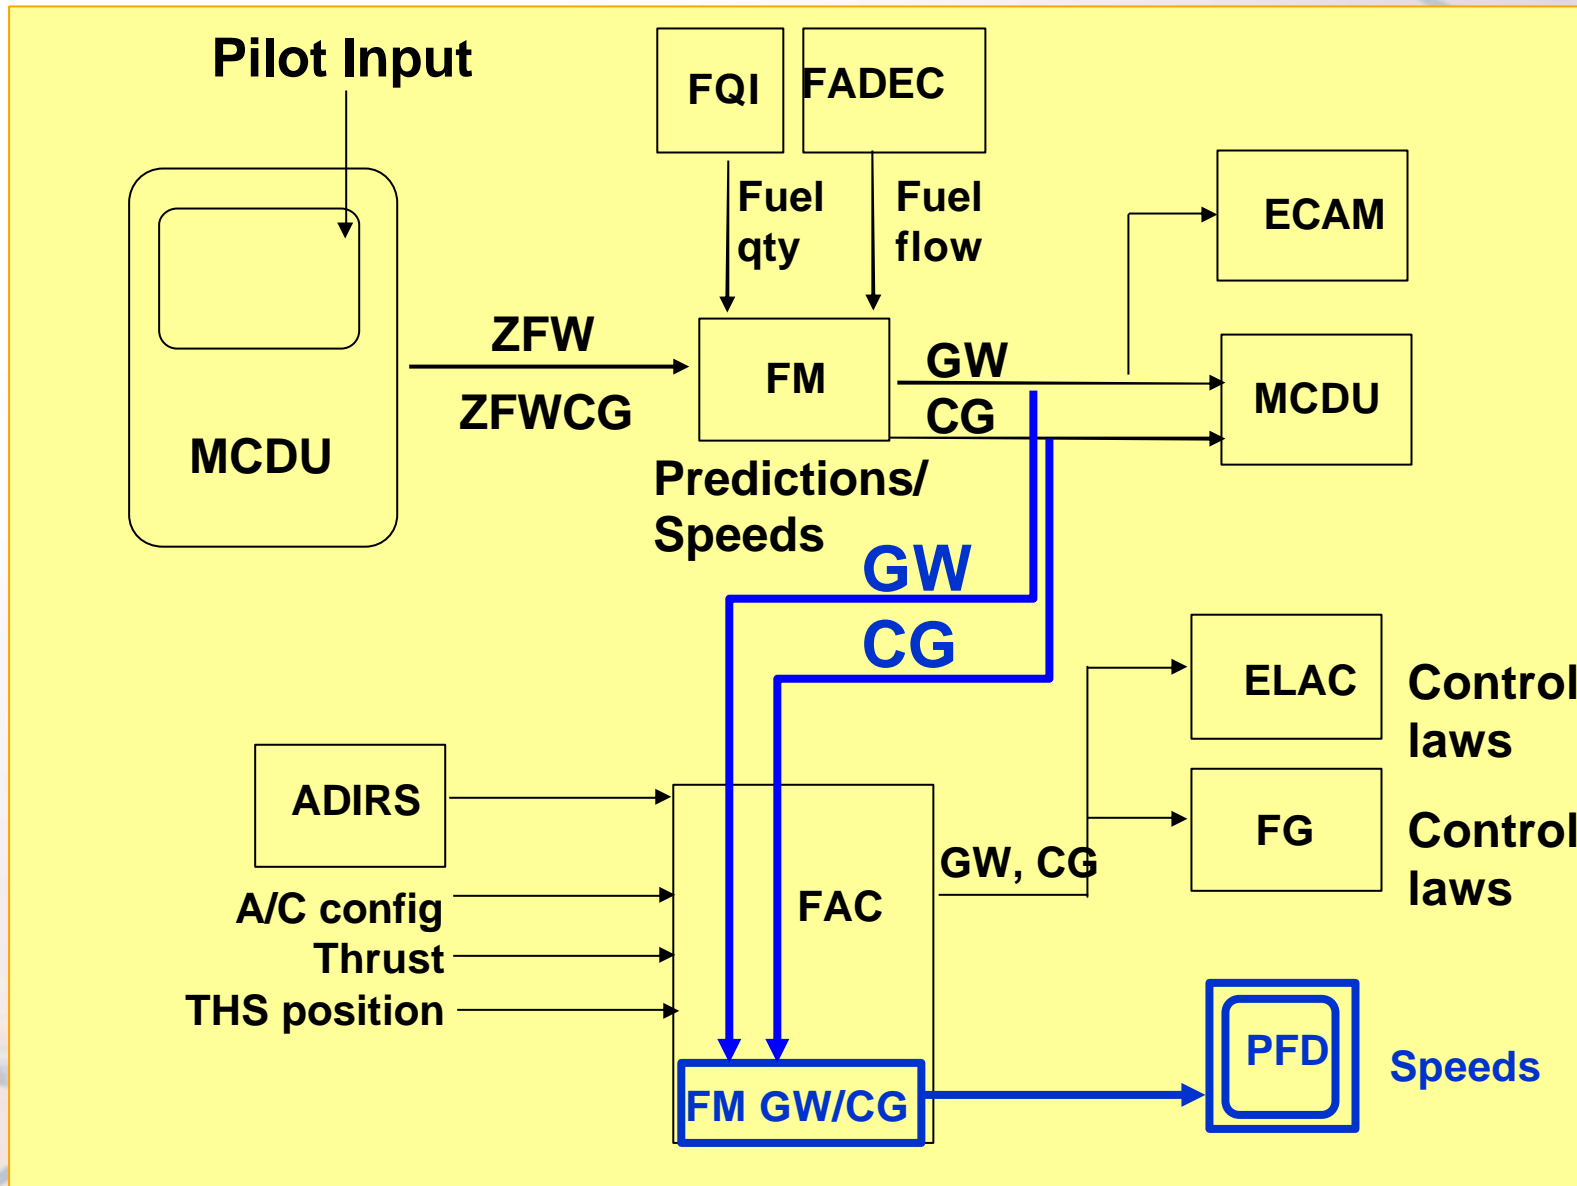 Pilot Input
FQI
FADEC
Fuel
qty
Fuel
flow
ECAM
ZFW
ZFWCG
MCDU
FM
GW
CG
MCDU
Predictions/
Speeds
GW
CG
ELAC
Control
laws
ADIRS
FG
Control
laws
GW, CG
FAC
A/C config
Thrust
THS position
FM GW/CG
PFD
Speeds